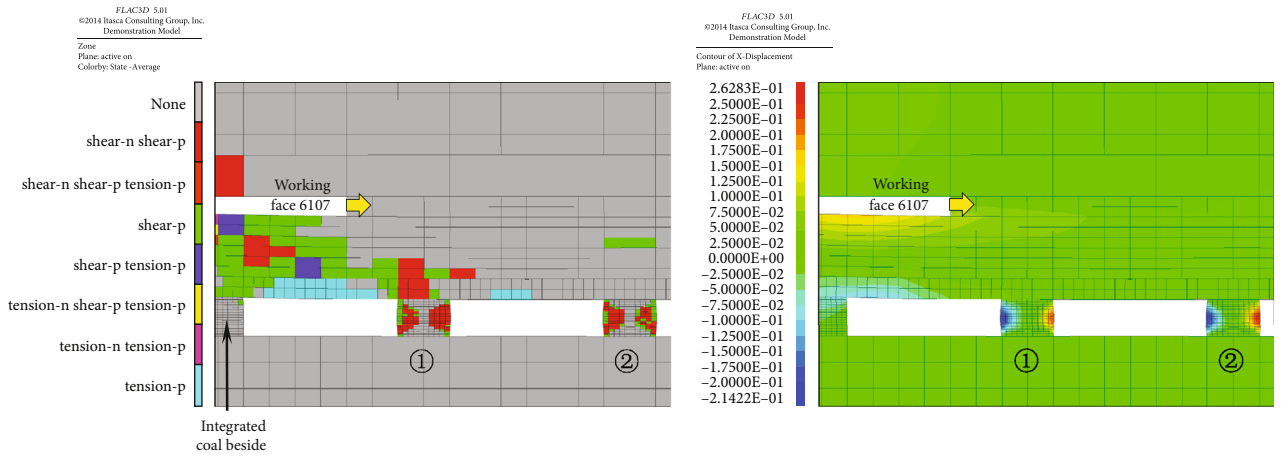 FLAC3D 5.01
©2014 Itasca Consulting Group, Inc.
Demonstration Model
Zone
Plane: active on
Colorby: State -Average
None
shear-n shear-p
shear-n shear-p tension-p
shear-p
shear-p tension-p
tension-n shear-p tension-p
tension-n tension-p
tension-p
Working
face 6107
①
②
Integrated
coal beside
FLAC3D 5.01
©2014 Itasca Consulting Group, Inc.
Demonstration Model
Contour of X-Displacement
Plane: active on
2.6283E−01
2.5000E−01
2.2500E−01
2.0000E−01
1.7500E−01
1.5000E−01
1.2500E−01
1.0000E−01
7.5000E−02
5.0000E−02
2.5000E−02
0.0000E+00
−2.5000E−02
−5.0000E−02
−7.5000E−02
−1.0000E−01
−1.2500E−01
−1.5000E−01
−1.7500E−01
−2.0000E−01
−2.1422E−01
Working
face 6107
①
②